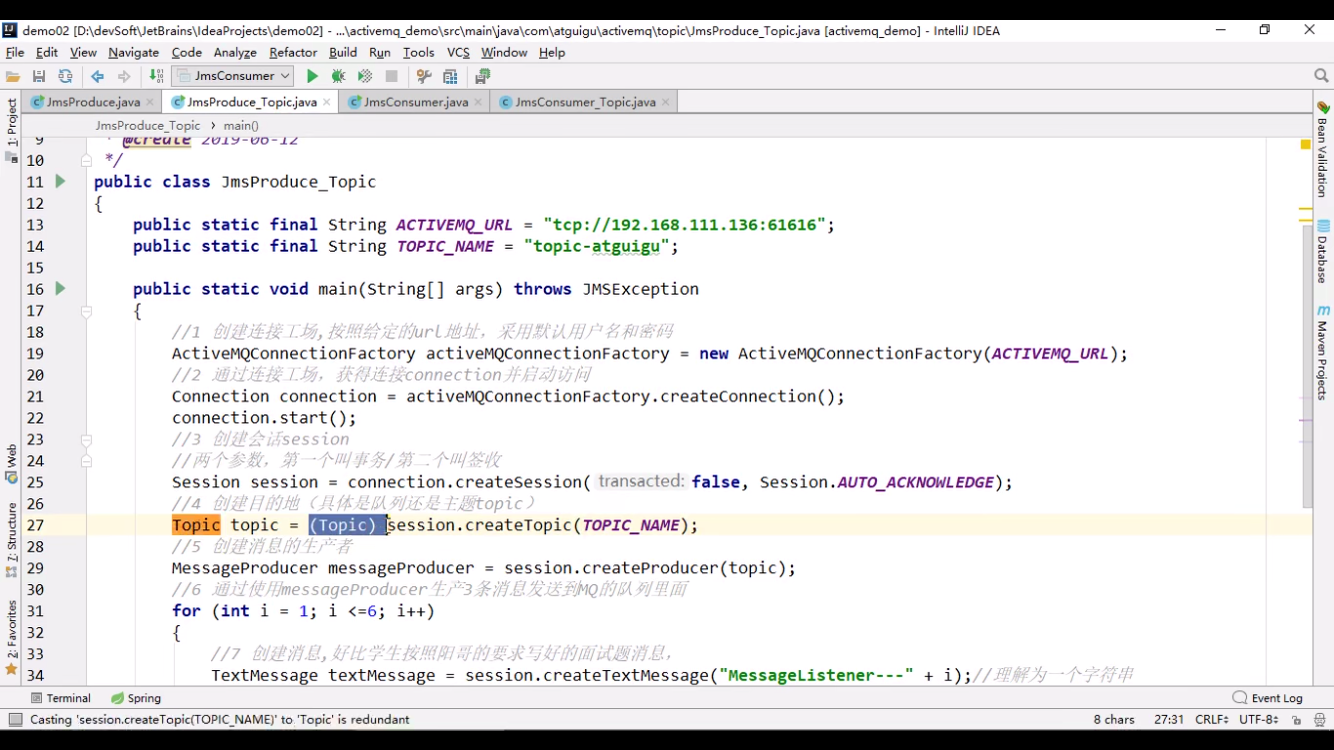 demo02 [D:\devSoft\JetBrains\IdeaProjects\demo02] - ...\activemq_demo\src\main\java\com\atguigu\activemq\topic\JmsProduce_Topic.java [activemq_demo] - IntelliJ IDEA
File Edit View Navigate Code Analyze Refactor Build Run Tools VCS Window Help
JmsConsumer
JmsProduce.java JmsProduce_Topic.java JmsConsumer.java JmsConsumer_Topic.java
JmsProduce_Topic main()
1: Project
Web
7: Structure
2: Favorites
Bean Validation
Database
Maven Projects
9 * @create 2019-06-12
10 */
11 public class JmsProduce_Topic
12 {
13 public static final String ACTIVEMQ_URL = "tcp://192.168.111.136:61616";
14 public static final String TOPIC_NAME = "topic-atguigu";
15
16 public static void main(String[] args) throws JMSException
17 {
18 //1 创建连接工场,按照给定的url地址，采用默认用户名和密码
19 ActiveMQConnectionFactory activeMQConnectionFactory = new ActiveMQConnectionFactory(ACTIVEMQ_URL);
20 //2 通过连接工场，获得连接connection并启动访问
21 Connection connection = activeMQConnectionFactory.createConnection();
22 connection.start();
23 //3 创建会话session
24 //两个参数，第一个叫事务/第二个叫签收
25 Session session = connection.createSession( transacted: false, Session.AUTO_ACKNOWLEDGE);
26 //4 创建目的地（具体是队列还是主题topic）
27 Topic topic = (Topic) session.createTopic(TOPIC_NAME);
28 //5 创建消息的生产者
29 MessageProducer messageProducer = session.createProducer(topic);
30 //6 通过使用messageProducer生产3条消息发送到MQ的队列里面
31 for (int i = 1; i <=6; i++)
32 {
33 //7 创建消息,好比学生按照阳哥的要求写好的面试题消息，
34 TextMessage textMessage = session.createTextMessage("MessageListener---" + i);//理解为一个字符串
Terminal Spring Event Log
Casting 'session.createTopic(TOPIC_NAME)' to 'Topic' is redundant 8 chars 27:31 CRLF UTF-8